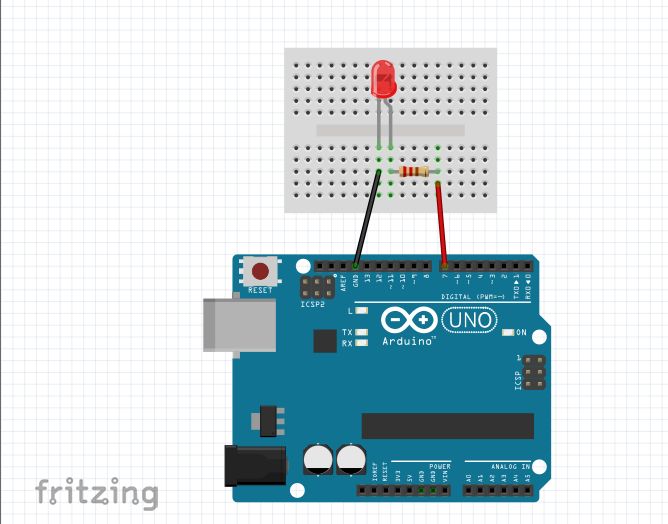 RESET
ICSP2
AREF
GND
13
12
~11
~10
~9
8
7
~6
~5
4
~3
2
TX0▶1
RX0◀0
DIGITAL (PWM=~)
L
TX
RX
Arduino™
UNO
ON
1
ICSP
POWER
ANALOG IN
IOREF
RESET
3V3
5V
GND
GND
VIN
A0
A1
A2
A3
A4
A5
fritzing